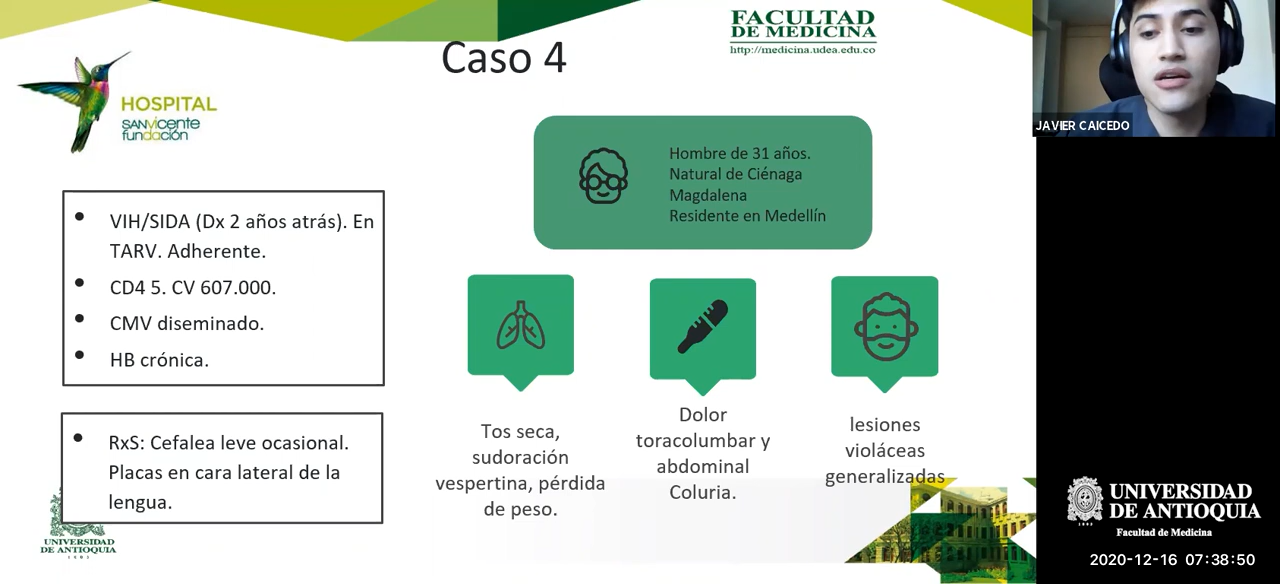 Caso 4
FACULTAD
DE MEDICINA
http://medicina.udea.edu.co
HOSPITAL
SANVICENTE
fundación
JAVIER CAICEDO
Hombre de 31 años.
Natural de Ciénaga
Magdalena
Residente en Medellín
VIH/SIDA (Dx 2 años atrás). En
TARV. Adherente.
CD4 5. CV 607.000.
CMV diseminado.
HB crónica.
RxS: Cefalea leve ocasional.
Placas en cara lateral de la
lengua.
Tos seca,
sudoración
vespertina, pérdida
de peso.
Dolor
toracolumbar y
abdominal
Coluria.
lesiones
violáceas
generalizadas
UNIVERSIDAD
DE ANTIOQUIA
1803
UNIVERSIDAD
DE ANTIOQUIA
Facultad de Medicina
1803
2020-12-16 07:38:50